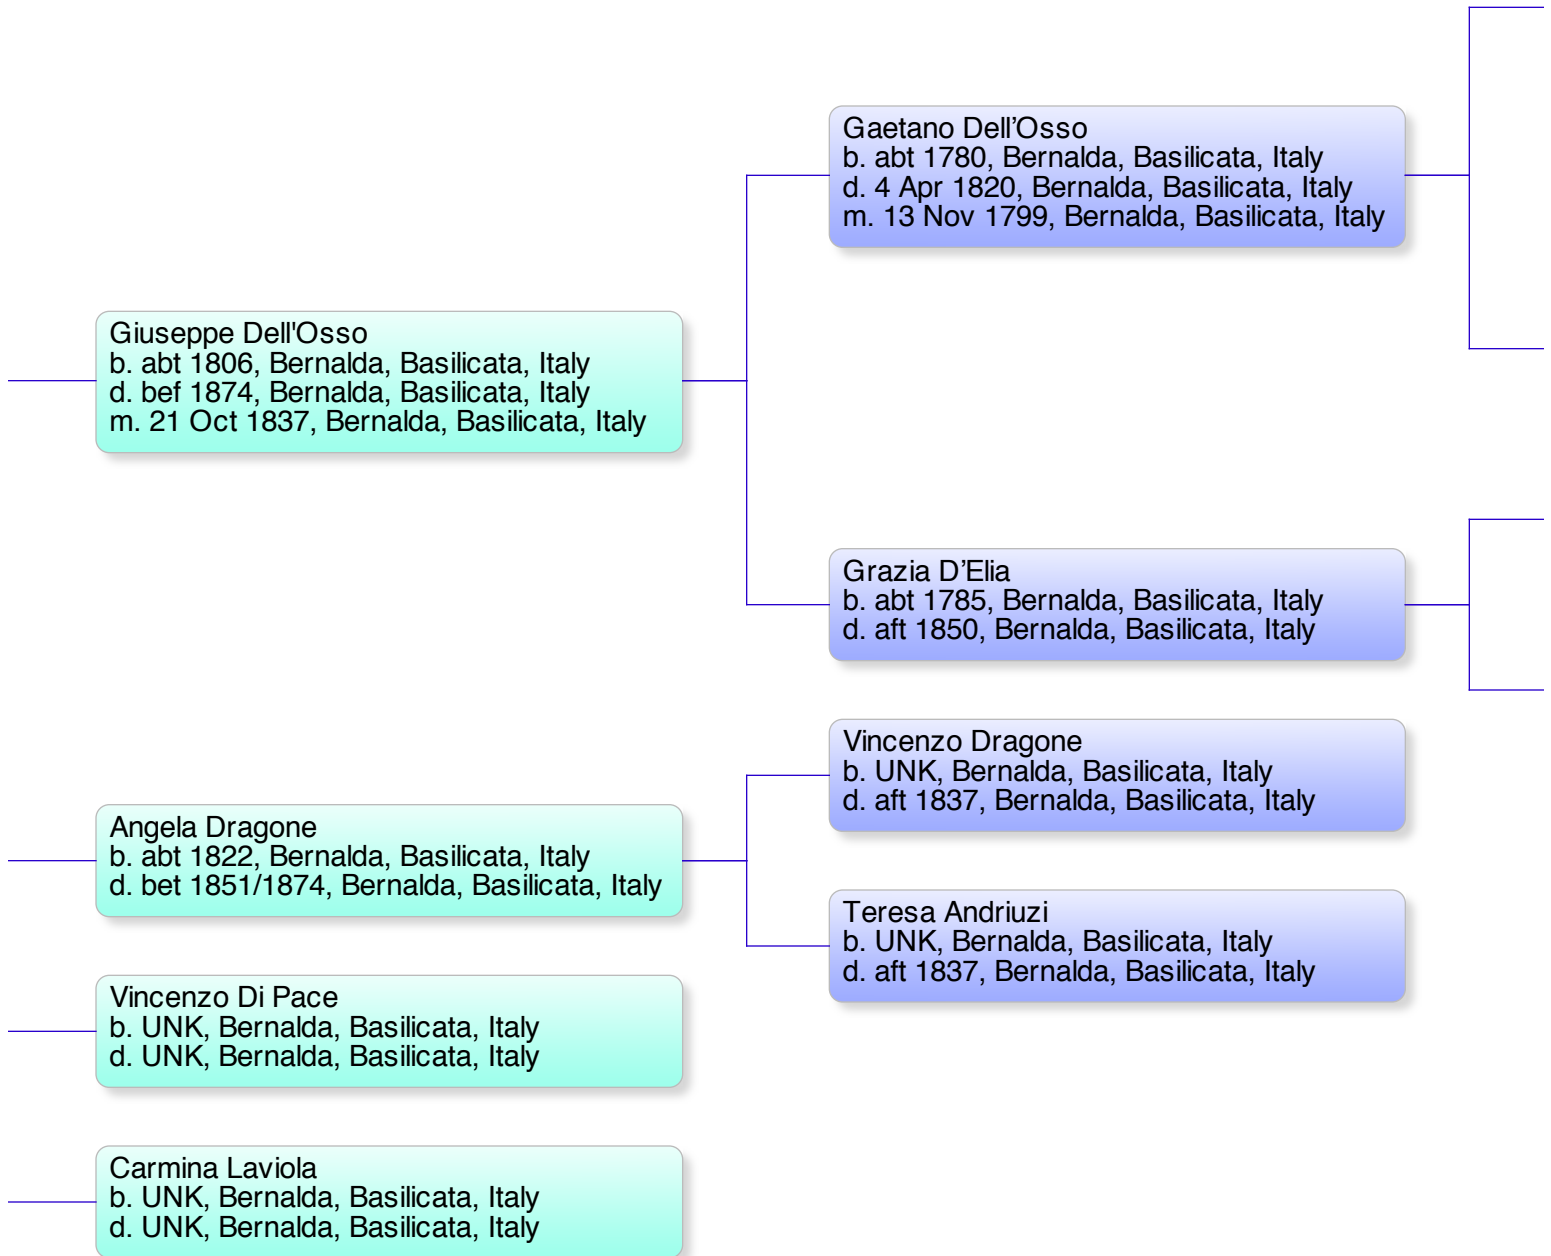 Gaetano Dell’Osso
b. abt 1780, Bernalda, Basilicata, Italy
d. 4 Apr 1820, Bernalda, Basilicata, Italy
m. 13 Nov 1799, Bernalda, Basilicata, Italy
Giuseppe Dell'Osso
b. abt 1806, Bernalda, Basilicata, Italy
d. bef 1874, Bernalda, Basilicata, Italy
m. 21 Oct 1837, Bernalda, Basilicata, Italy
Grazia D’Elia
b. abt 1785, Bernalda, Basilicata, Italy
d. aft 1850, Bernalda, Basilicata, Italy
Vincenzo Dragone
b. UNK, Bernalda, Basilicata, Italy
d. aft 1837, Bernalda, Basilicata, Italy
Angela Dragone
b. abt 1822, Bernalda, Basilicata, Italy
d. bet 1851/1874, Bernalda, Basilicata, Italy
Teresa Andriuzi
b. UNK, Bernalda, Basilicata, Italy
d. aft 1837, Bernalda, Basilicata, Italy
Vincenzo Di Pace
b. UNK, Bernalda, Basilicata, Italy
d. UNK, Bernalda, Basilicata, Italy
Carmina Laviola
b. UNK, Bernalda, Basilicata, Italy
d. UNK, Bernalda, Basilicata, Italy